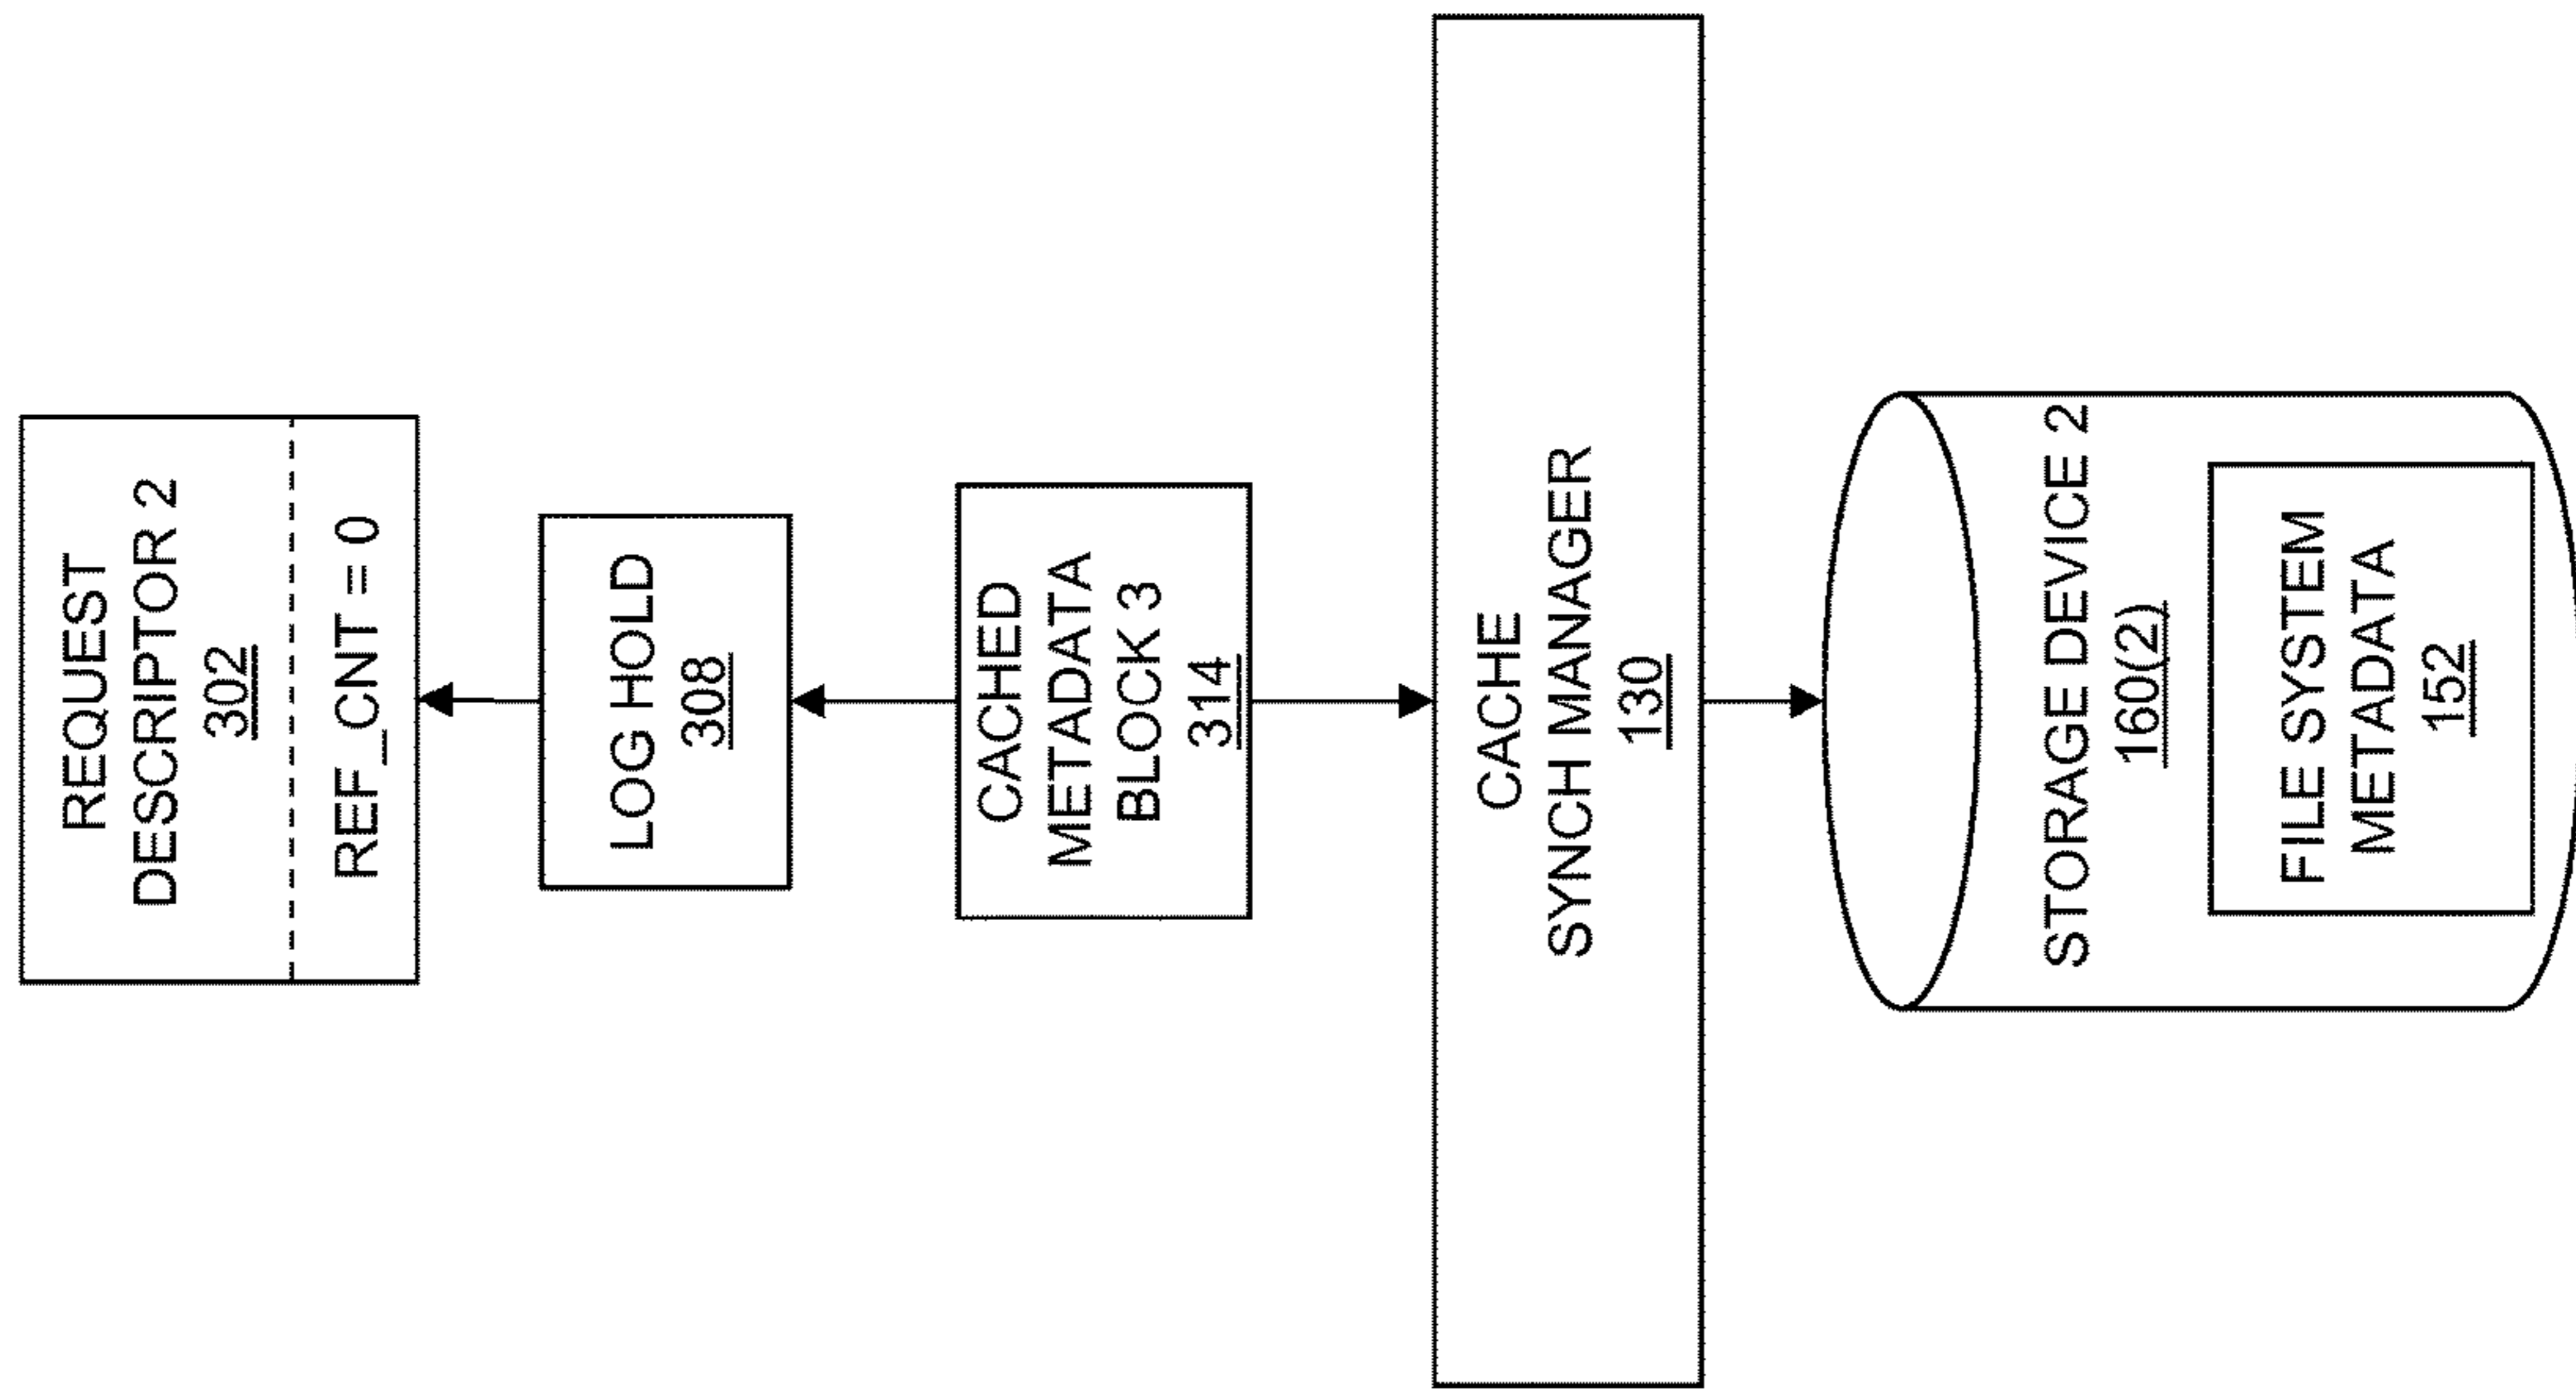 REQUEST
DESCRIPTOR 2
302
REF_CNT = 0
LOG HOLD
308
CACHED
METADATA
BLOCK 3
314
CACHE
SYNCH MANAGER
130
STORAGE DEVICE 2
160(2)
FILE SYSTEM
METADATA
152